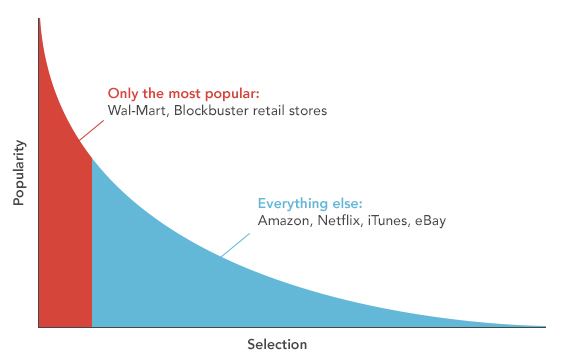 Only the most popular:
Wal-Mart, Blockbuster retail stores
Popularity
Everything else:
Amazon, Netflix, iTunes, eBay
Selection